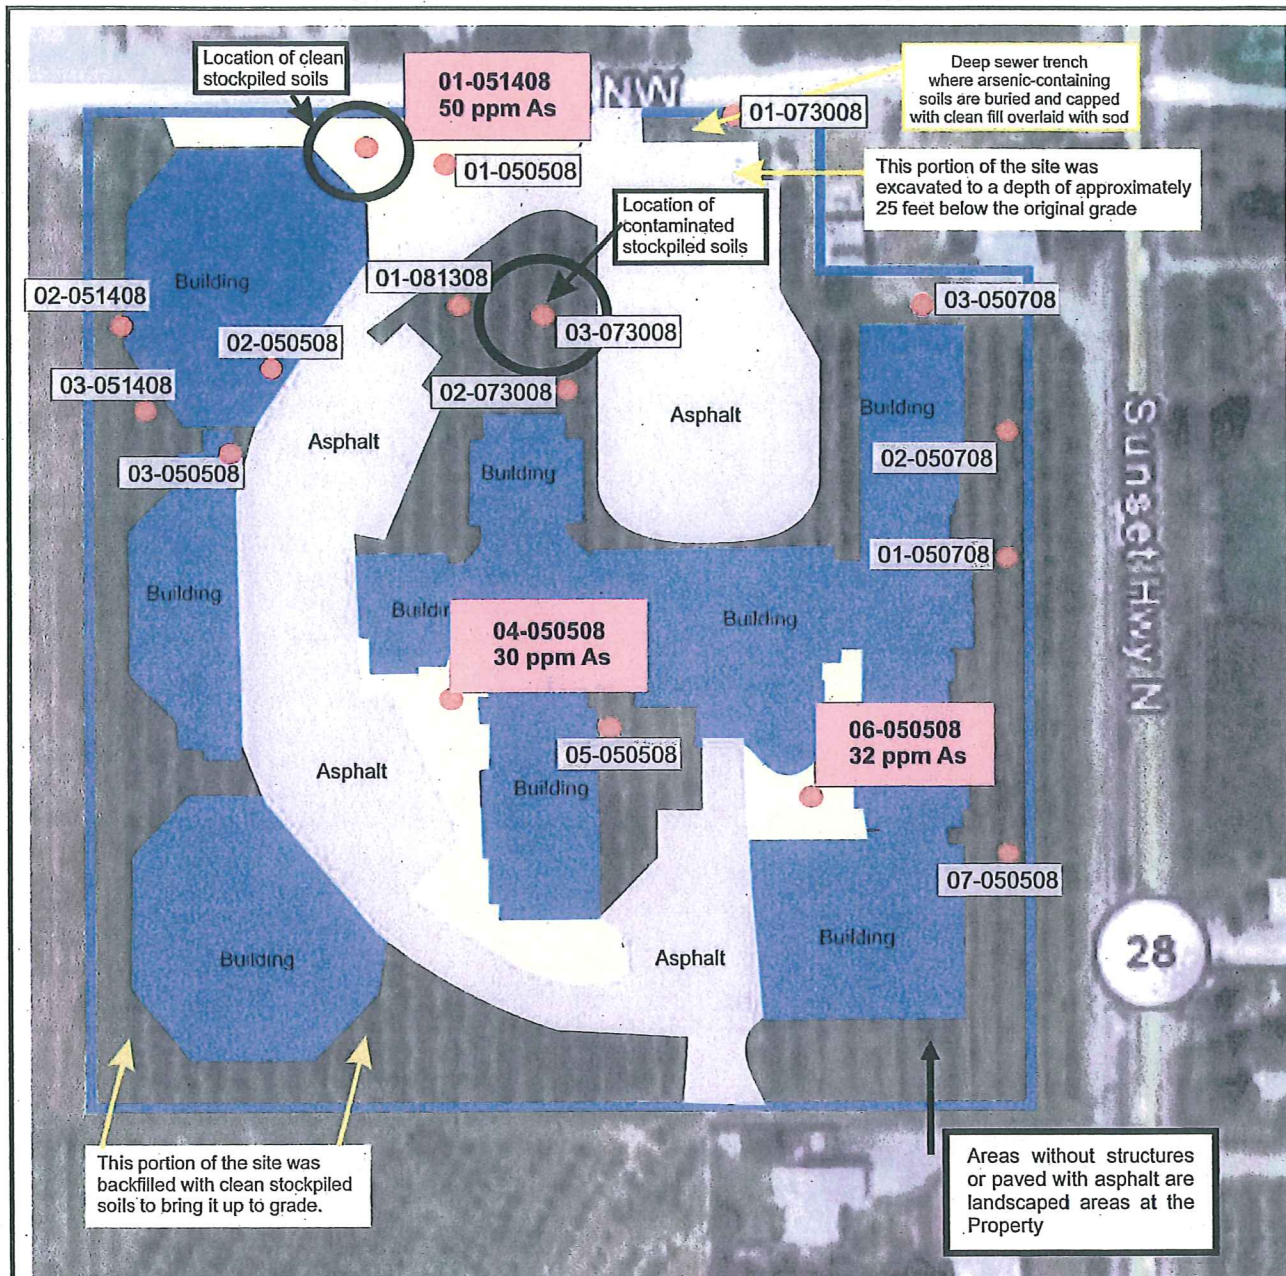 Location of clean
stockpiled soils
01-051408
50 ppm As
NW
Deep sewer trench
where arsenic-containing
soils are buried and capped
with clean fill overlaid with sod
01-073008
01-050508
This portion of the site was
excavated to a depth of approximately
25 feet below the original grade
Location of
contaminated
stockpiled soils
Building
01-081308
02-051408
03-050708
03-073008
02-050508
03-051408
02-073008
Building
Asphalt
Asphalt
03-050508
Building
02-050708
Sunset Hwy N
01-050708
Building
Building
Building
04-050508
30 ppm As
06-050508
32 ppm As
05-050508
Asphalt
Building
07-050508
Building
Asphalt
Building
28
This portion of the site was
backfilled with clean stockpiled
soils to bring it up to grade.
Areas without structures
or paved with asphalt are
landscaped areas at the
Property